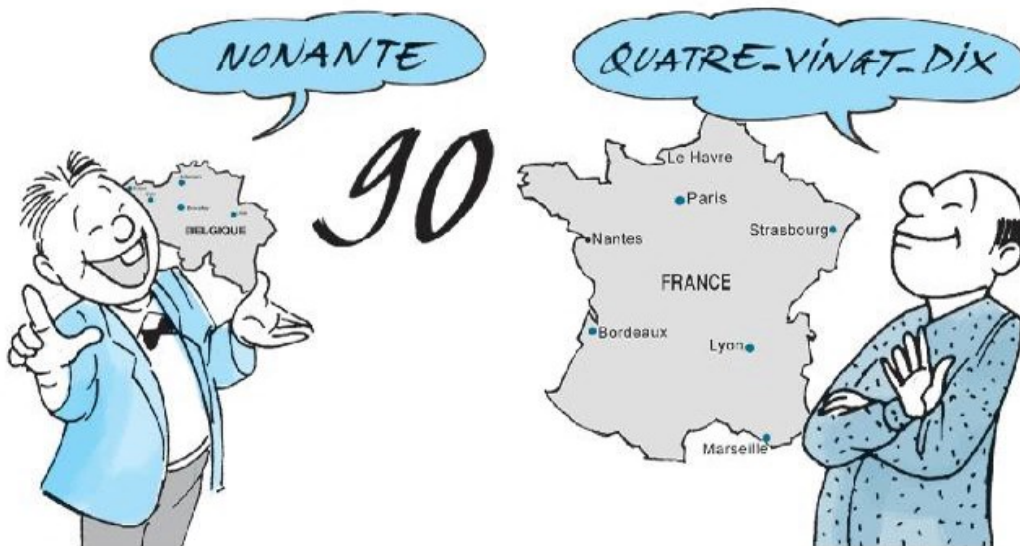 NONANTE
QUATRE-VINGT-DIX
90
BELGIQUE
Le Havre
Paris
Strasbourg
Nantes
FRANCE
Bordeaux
Lyon
Marseille